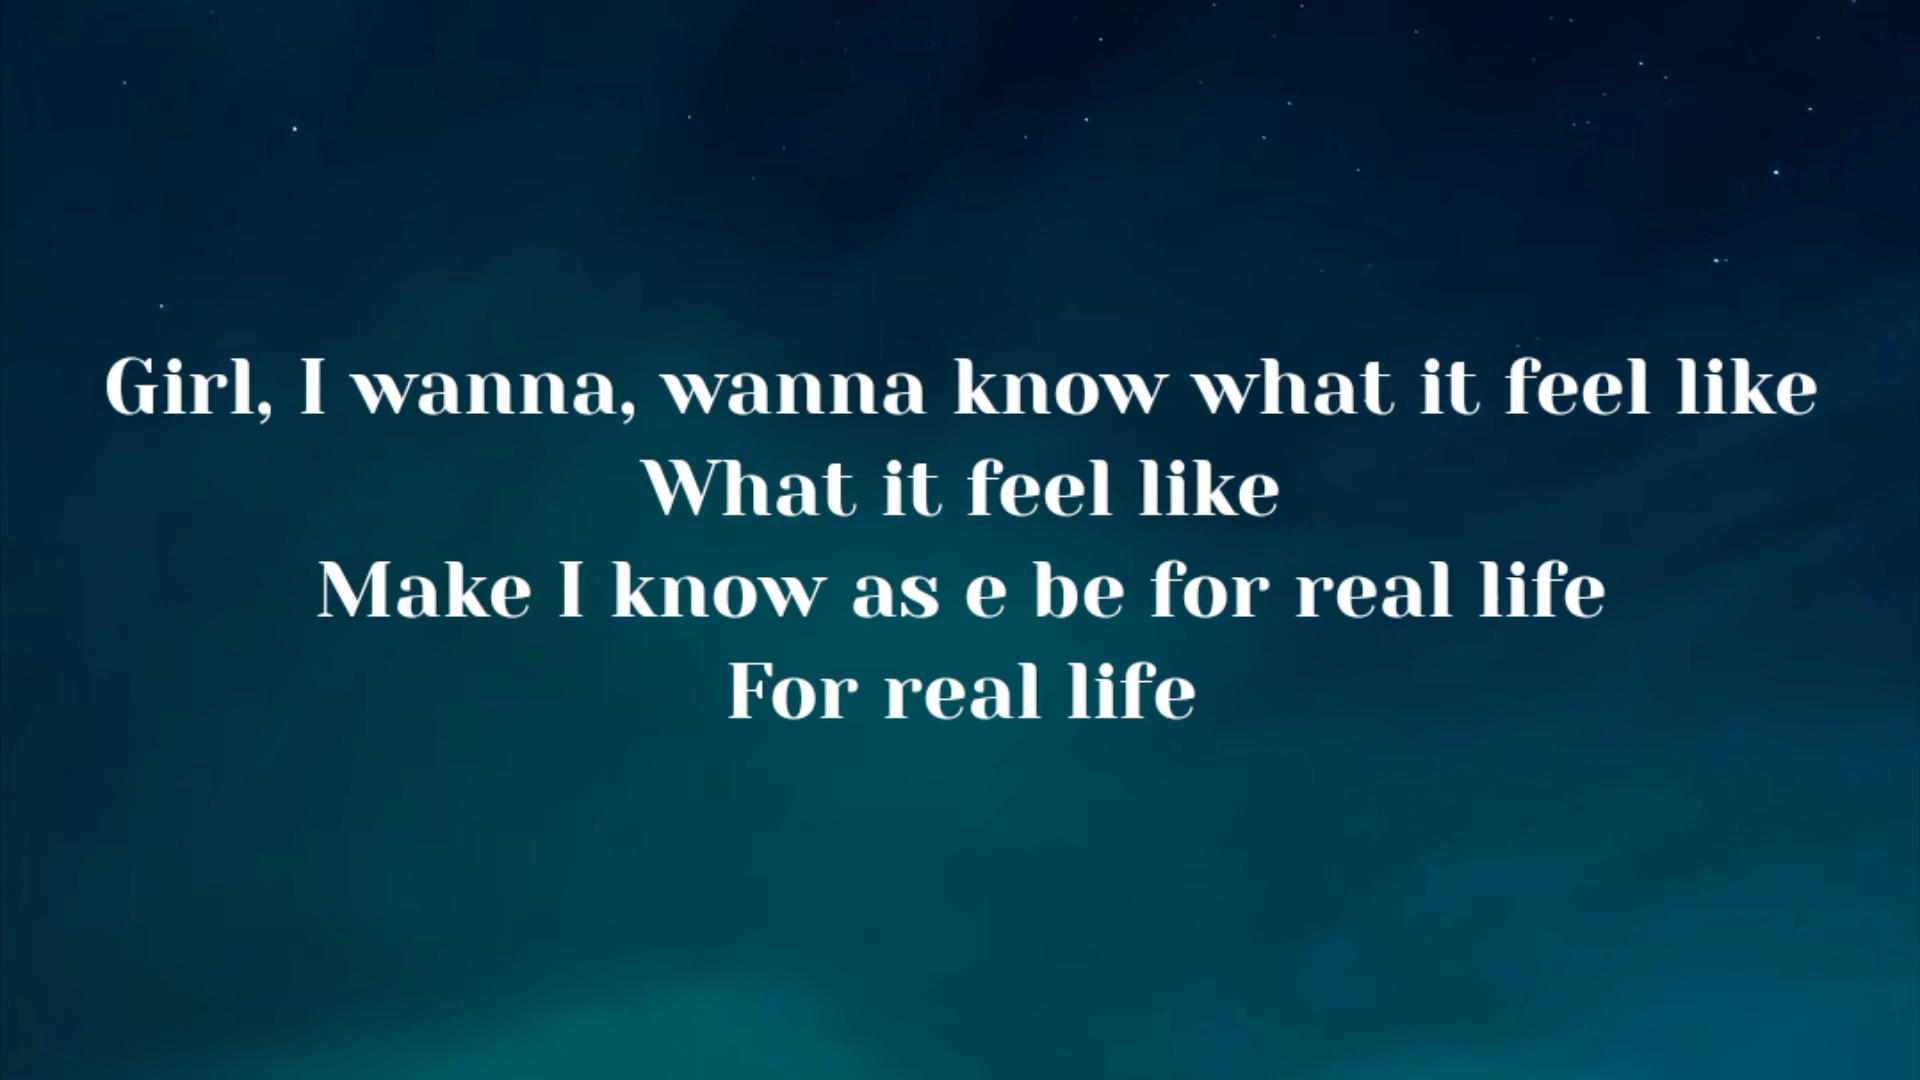 Girl, I wanna, wanna know what it feel like
What it feel like
Make I know as e be for real life
For real life